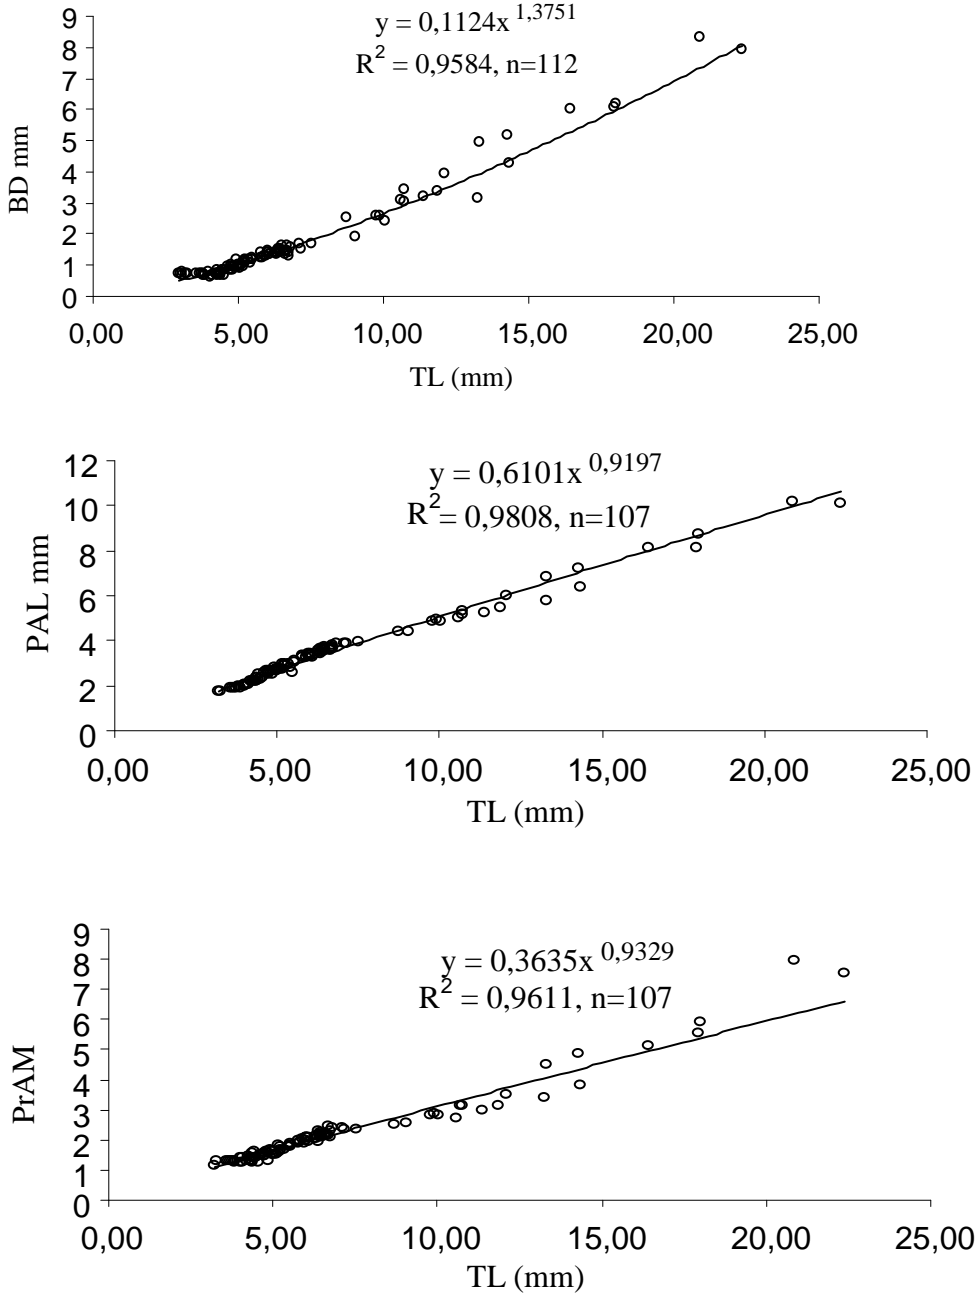 y = 0,1124x 1,3751
R2 = 0,9584, n=112
9
8
7
6
5
4
3
2
1
0
BD mm
0,00 5,00 10,00 15,00 20,00 25,00
TL (mm)
y = 0,6101x 0,9197
R2= 0,9808, n=107
12
10
8
6
4
2
0
PAL mm
0,00 5,00 10,00 15,00 20,00 25,00
TL (mm)
y = 0,3635x 0,9329
R2 = 0,9611, n=107
9
8
7
6
5
4
3
2
1
0
PrAM
0,00 5,00 10,00 15,00 20,00 25,00
TL (mm)